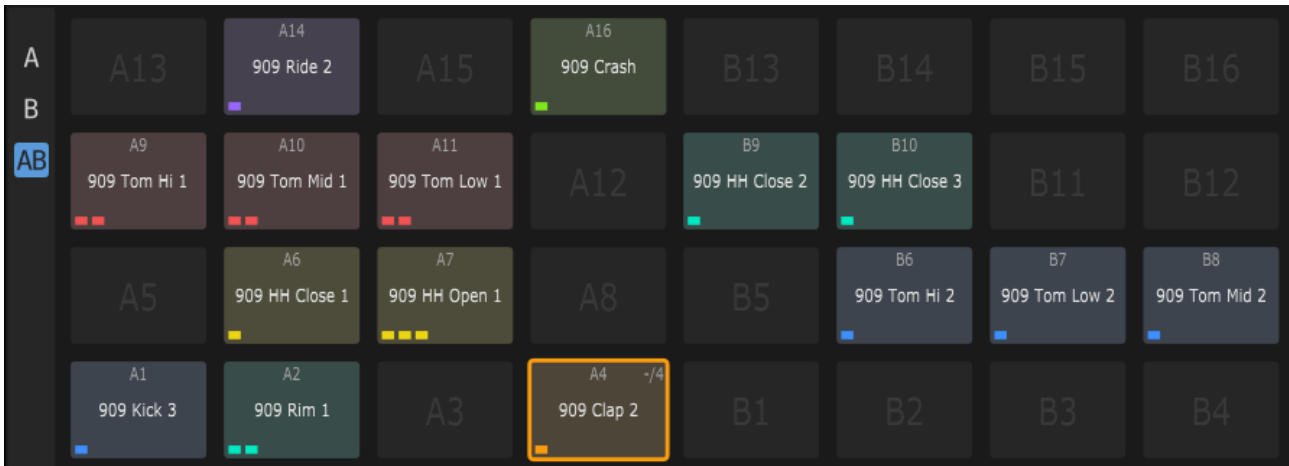 A
B
AB
A13
A14
909 Ride 2
A15
A16
909 Crash
B13
B14
B15
B16
A9
909 Tom Hi 1
A10
909 Tom Mid 1
A11
909 Tom Low 1
A12
B9
909 HH Close 2
B10
909 HH Close 3
B11
B12
A5
A6
909 HH Close 1
A7
909 HH Open 1
A8
B5
B6
909 Tom Hi 2
B7
909 Tom Low 2
B8
909 Tom Mid 2
A1
909 Kick 3
A2
909 Rim 1
A3
A4 -/4
909 Clap 2
B1
B2
B3
B4